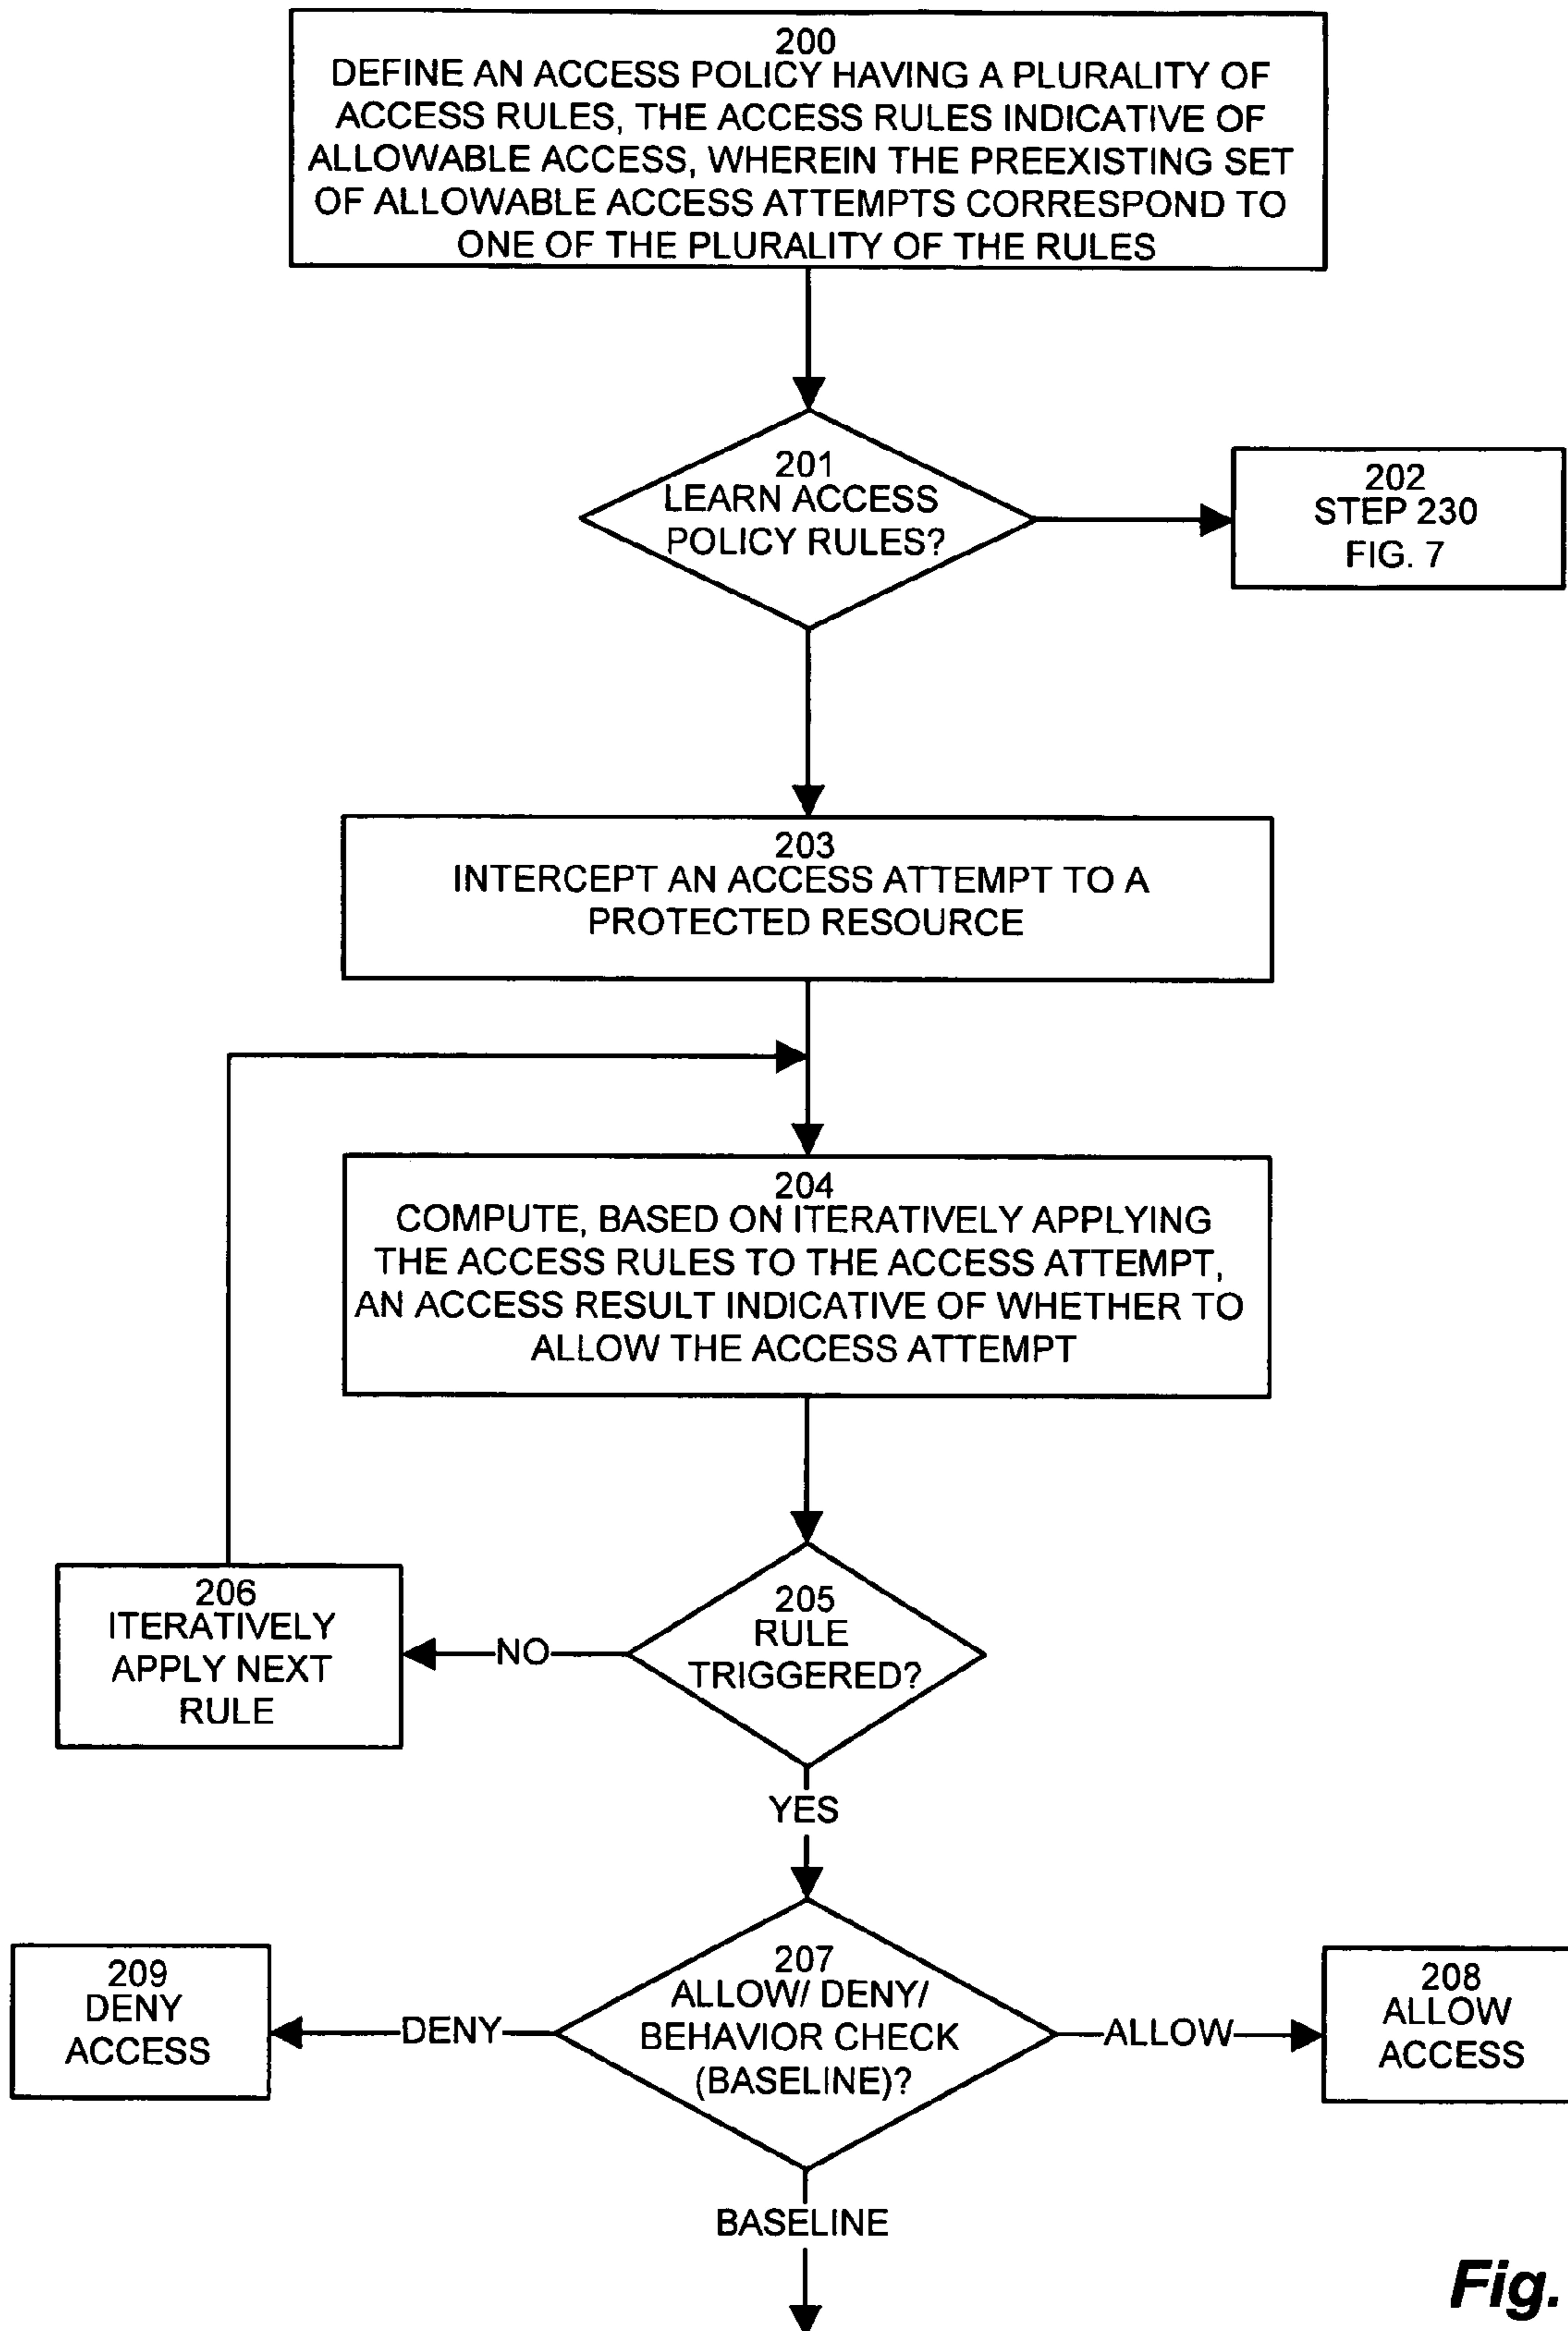 200
DEFINE AN ACCESS POLICY HAVING A PLURALITY OF
ACCESS RULES, THE ACCESS RULES INDICATIVE OF
ALLOWABLE ACCESS, WHEREIN THE PREEXISTING SET
OF ALLOWABLE ACCESS ATTEMPTS CORRESPOND TO
ONE OF THE PLURALITY OF THE RULES
201
LEARN ACCESS
POLICY RULES?
202
STEP 230
FIG. 7
203
INTERCEPT AN ACCESS ATTEMPT TO A
PROTECTED RESOURCE
204
COMPUTE, BASED ON ITERATIVELY APPLYING
THE ACCESS RULES TO THE ACCESS ATTEMPT,
AN ACCESS RESULT INDICATIVE OF WHETHER TO
ALLOW THE ACCESS ATTEMPT
205
RULE
TRIGGERED?
NO
206
ITERATIVELY
APPLY NEXT
RULE
YES
207
ALLOW/ DENY/
BEHAVIOR CHECK
(BASELINE)?
DENY
209
DENY
ACCESS
ALLOW
208
ALLOW
ACCESS
BASELINE
Fig.